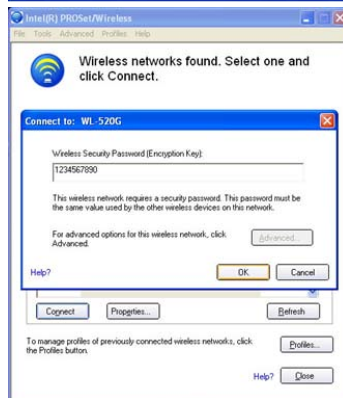 Intel(R) PROSet/Wireless
File Tools Advanced Profiles Help
Wireless networks found. Select one and
click Connect.
Connect to: WL-520G
Wireless Security Password (Encryption Key):
1234567890
This wireless network requires a security password. This password must be
the same value used by the other wireless devices on this network.
For advanced options for this wireless network, click
Advanced.
Advanced...
Help?
OK
Cancel
Connect
Properties...
Refresh
To manage profiles of previously connected wireless networks, click
the Profiles button.
Profiles...
Help?
Close